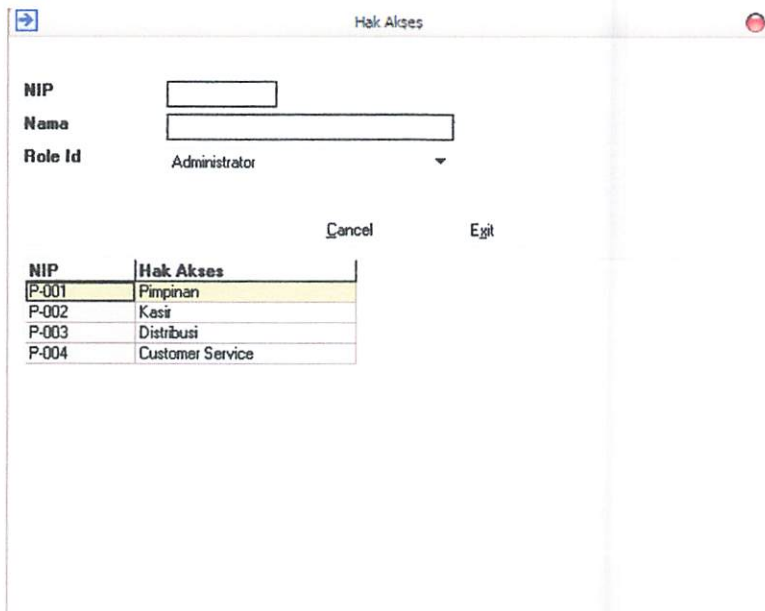 Hak Akses
NIP
Nama
Role Id Administrator
Cancel Exit
NIP Hak Akses
P-001 Pimpinan
P-002 Kasir
P-003 Distribusi
P-004 Customer Service